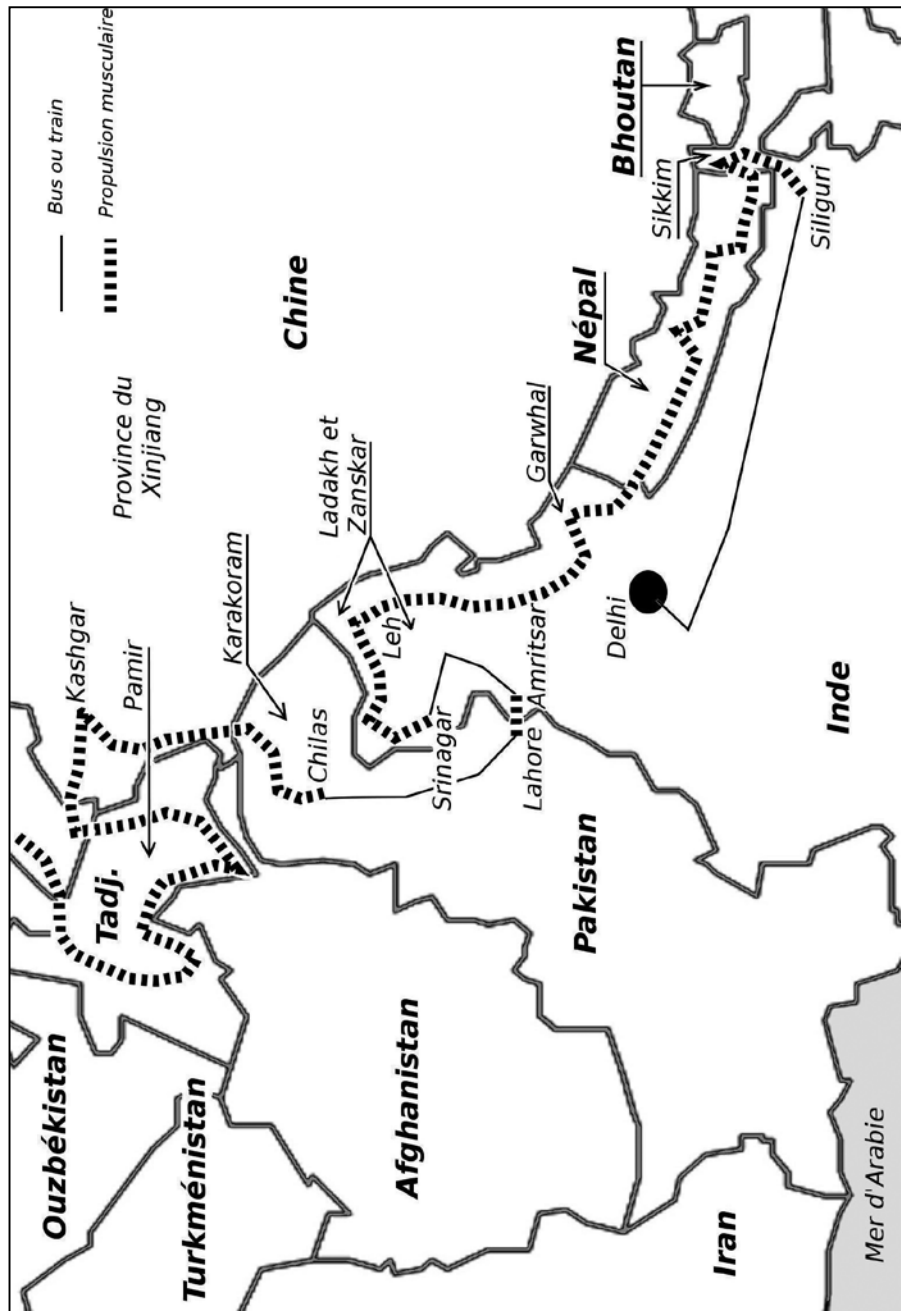 Bus ou train
Propulsion musculaire
Ouzbékistan
Turkménistan
Tadj.
Kashgar
Pamir
Province du
Xinjiang
Chine
Karakoram
Ladakh et
Zanskar
Chilas
Leh
Srinagar
Afghanistan
Lahore
Amritsar
Garwhal
Pakistan
Népal
Bhoutan
Sikkim
Delhi
Siliguri
Iran
Inde
Mer d'Arabie